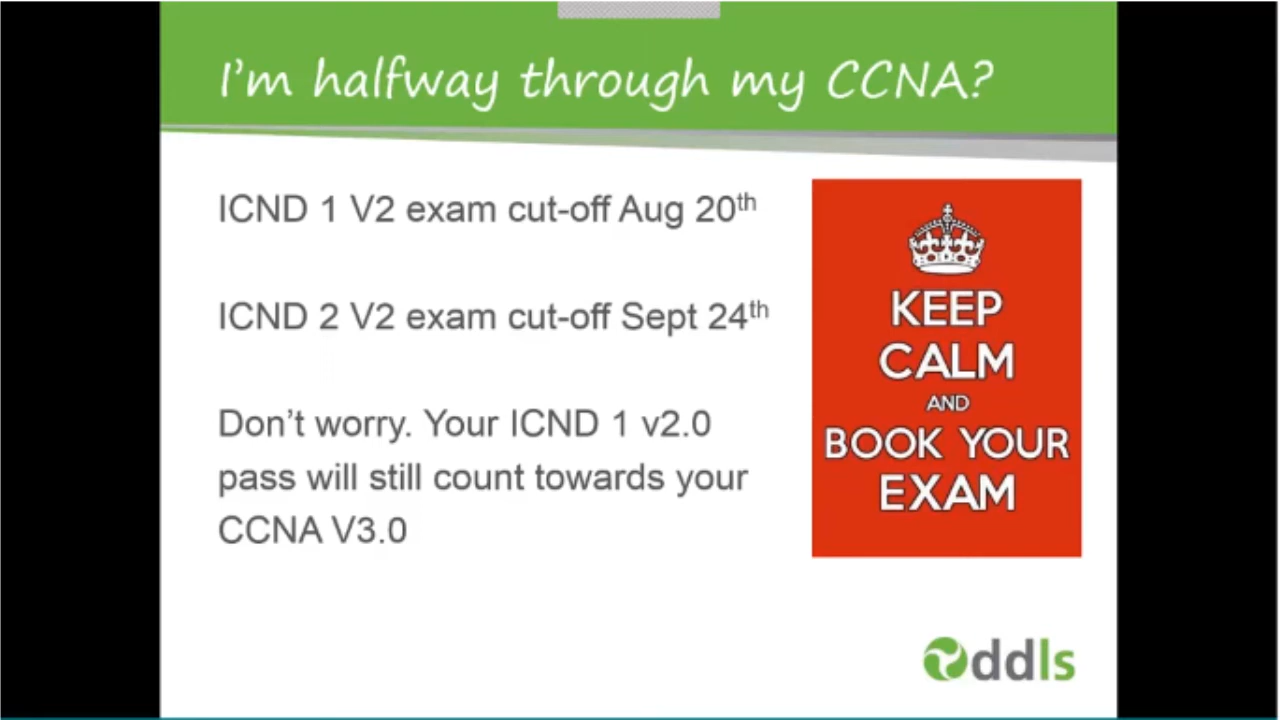 I'm halfway through my CCNA?
ICND 1 V2 exam cut-off Aug 20th
ICND 2 V2 exam cut-off Sept 24th
Don't worry. Your ICND 1 v2.0
pass will still count towards your
CCNA V3.0
KEEP
CALM
AND
BOOK YOUR
EXAM
ddls